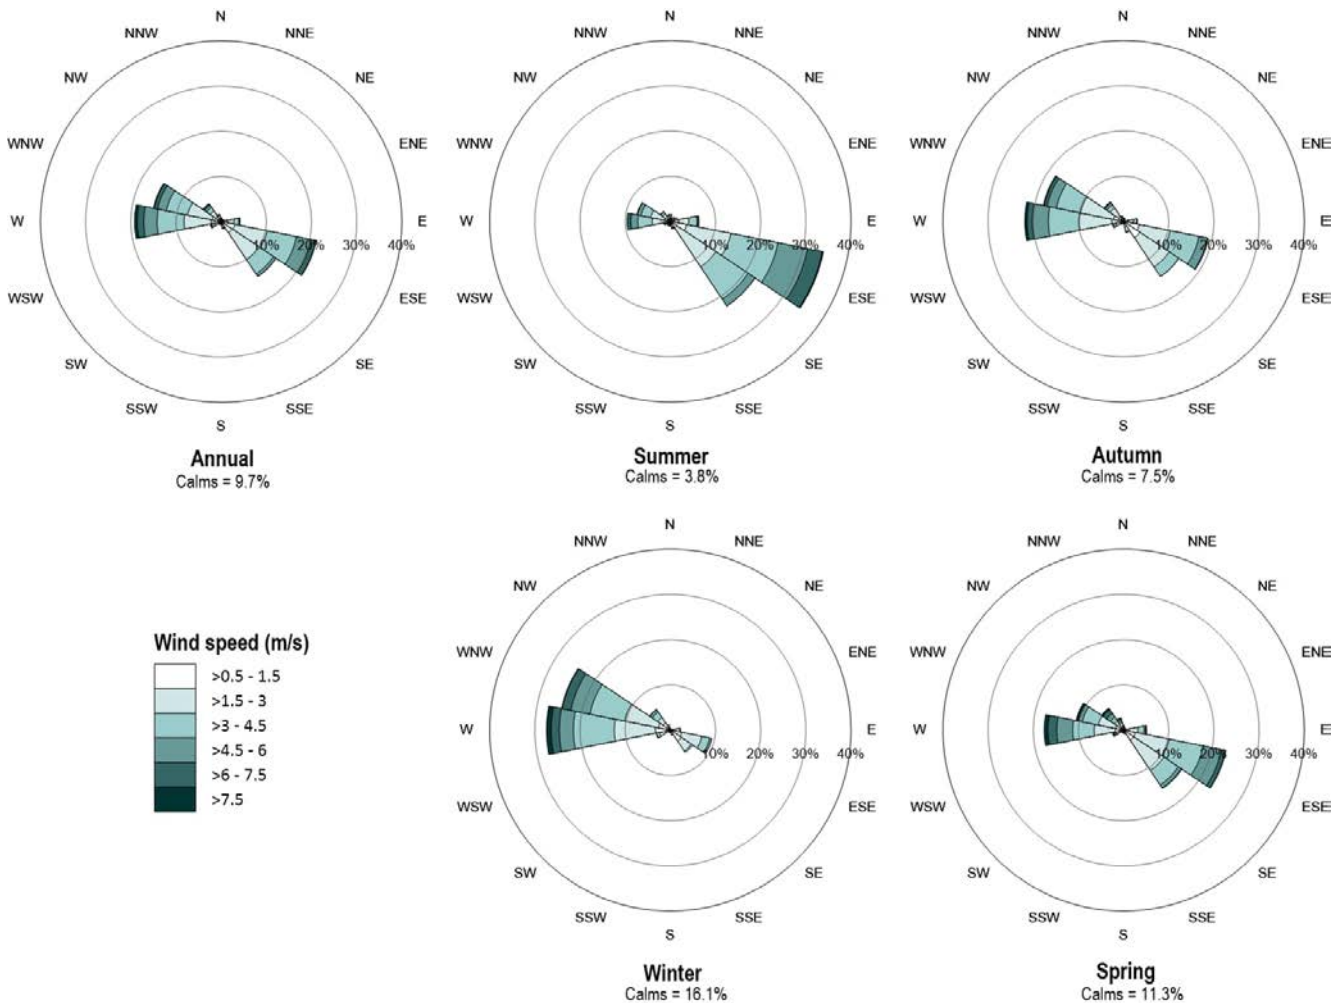 N
NNW NNE
NW NE
WNW ENE
W E
10% 20% 30% 40%
WSW ESE
SW SE
SSW SSE
S
Annual
Calms = 9.7%
N
NNW NNE
NW NE
WNW ENE
W E
10% 20% 30% 40%
WSW ESE
SW SE
SSW SSE
S
Summer
Calms = 3.8%
N
NNW NNE
NW NE
WNW ENE
W E
10% 20% 30% 40%
WSW ESE
SW SE
SSW SSE
S
Autumn
Calms = 7.5%
Wind speed (m/s)
>0.5 - 1.5
>1.5 - 3
>3 - 4.5
>4.5 - 6
>6 - 7.5
>7.5
N
NNW NNE
NW NE
WNW ENE
W E
10% 20% 30% 40%
WSW ESE
SW SE
SSW SSE
S
Winter
Calms = 16.1%
N
NNW NNE
NW NE
WNW ENE
W E
10% 20% 30% 40%
WSW ESE
SW SE
SSW SSE
S
Spring
Calms = 11.3%